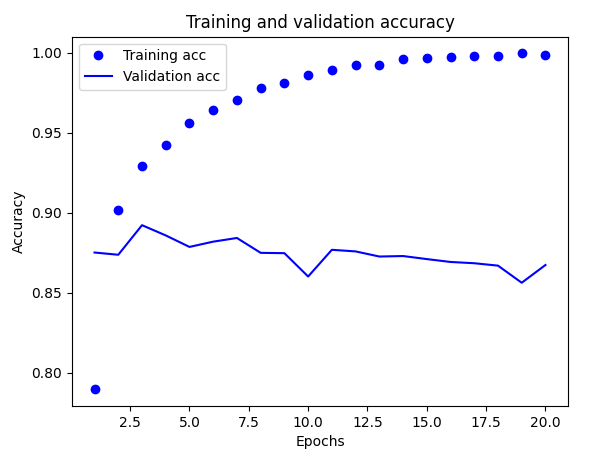 Training and validation accuracy
Training acc
Validation acc
1.00
0.95
0.90
0.85
0.80
Accuracy
2.5 5.0 7.5 10.0 12.5 15.0 17.5 20.0
Epochs